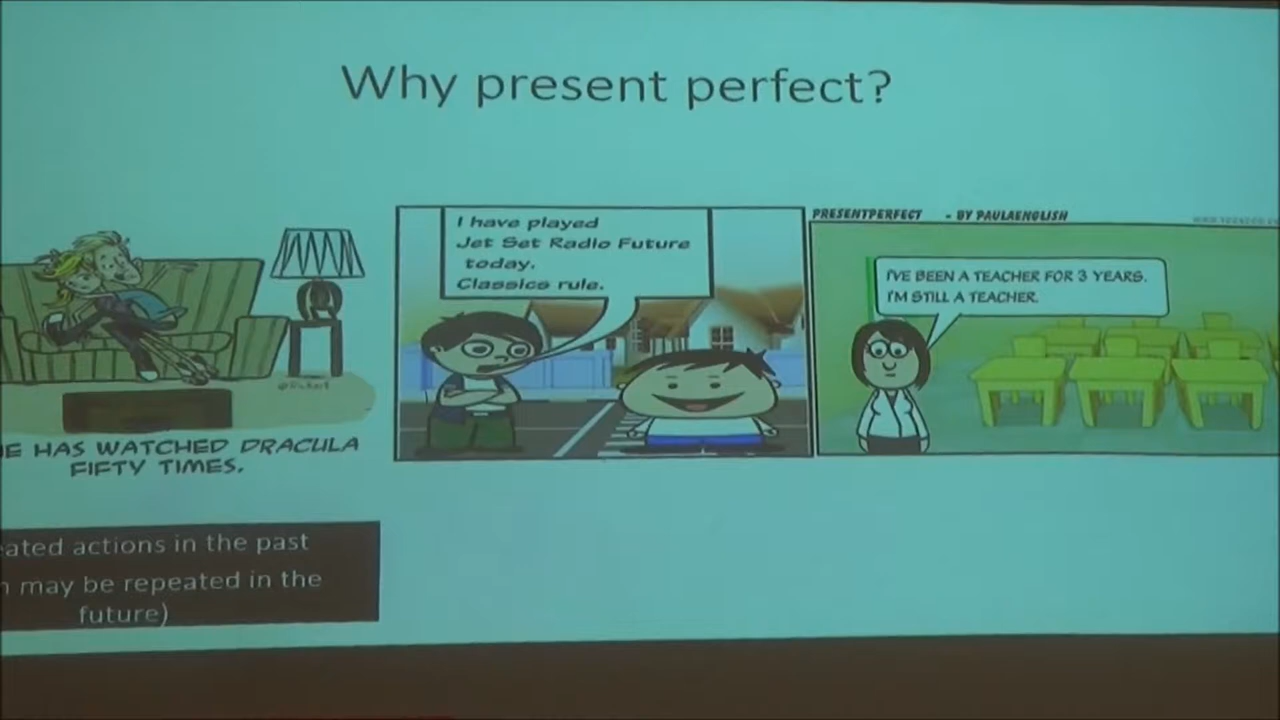 Why present perfect?
I have played
Jet Set Radio Future
today.
Classics rule.
PRESENTPERFECT - BY PAULAENGLISH
I'VE BEEN A TEACHER FOR 3 YEARS.
I'M STILL A TEACHER.
HAS WATCHED DRACULA
FIFTY TIMES.
actions in the past
may be repeated in the
future)